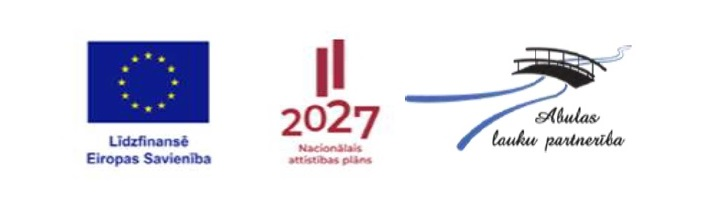 Līdzfinansē
Eiropas Savienība
2027
Nacionālais
attīstības plāns
Abulas
lauku partnerība